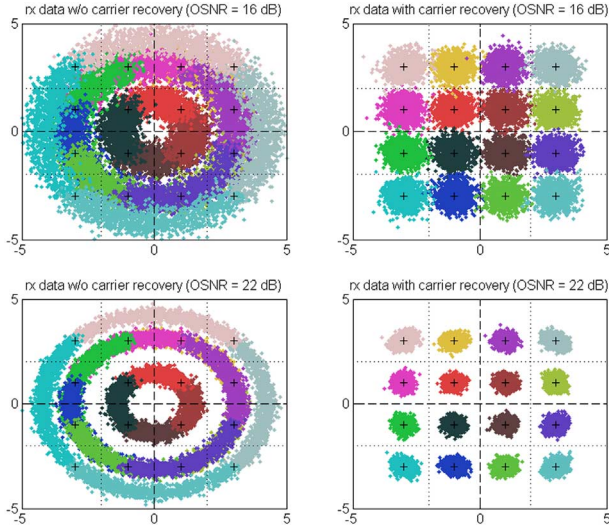 rx data w/o carrier recovery (OSNR = 16 dB)
rx data with carrier recovery (OSNR = 16 dB)
5
5
0
0
-5
-5
-5 0 5
-5 0 5
rx data w/o carrier recovery (OSNR = 22 dB)
rx data with carrier recovery (OSNR = 22 dB)
5
5
0
0
-5
-5
-5 0 5
-5 0 5